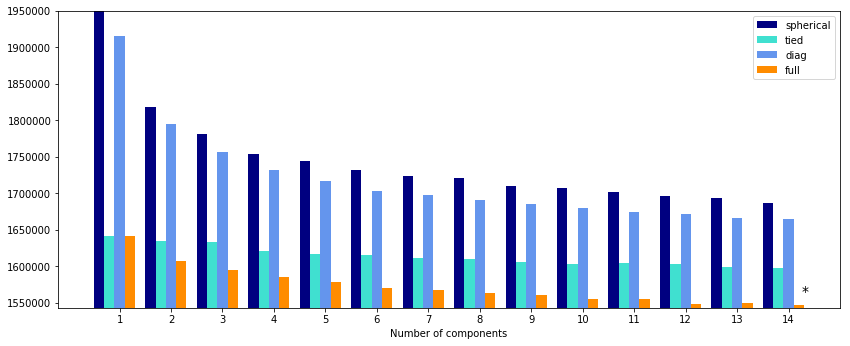 1950000
1900000
1850000
1800000
1750000
1700000
1650000
1600000
1550000
spherical
tied
diag
full
*
1 2 3 4 5 6 7 8 9 10 11 12 13 14
Number of components